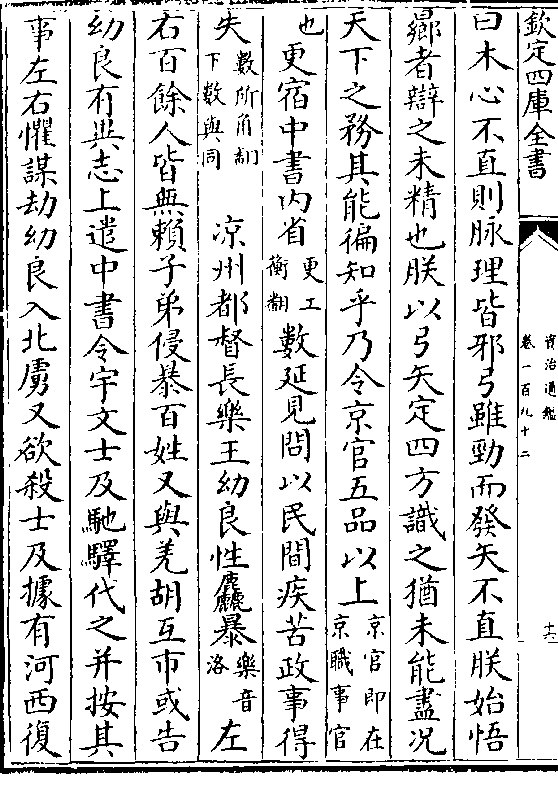 欽定四庫全書
資治通鑑
卷一百九十二
十六
曰木心不直則脉理皆邪弓雖勁而發矢不直朕始悟
曏者辯之未精也朕以弓矢定四方識之猶未能盡况
天下之務其能徧知乎乃令京官五品以上京官即在京職事官
也更宿中書内省更工衡翻數延見問以民間疾苦政事得
失數所角翻下數與同涼州都督長樂王幼良性麤暴樂音洛左
右百餘人皆無賴子弟侵暴百姓又與羌胡互市或告
幼良有異志上遣中書令宇文士及馳驛代之并按其
事左右懼謀劫幼良入北虜又欲殺士及據有河西復